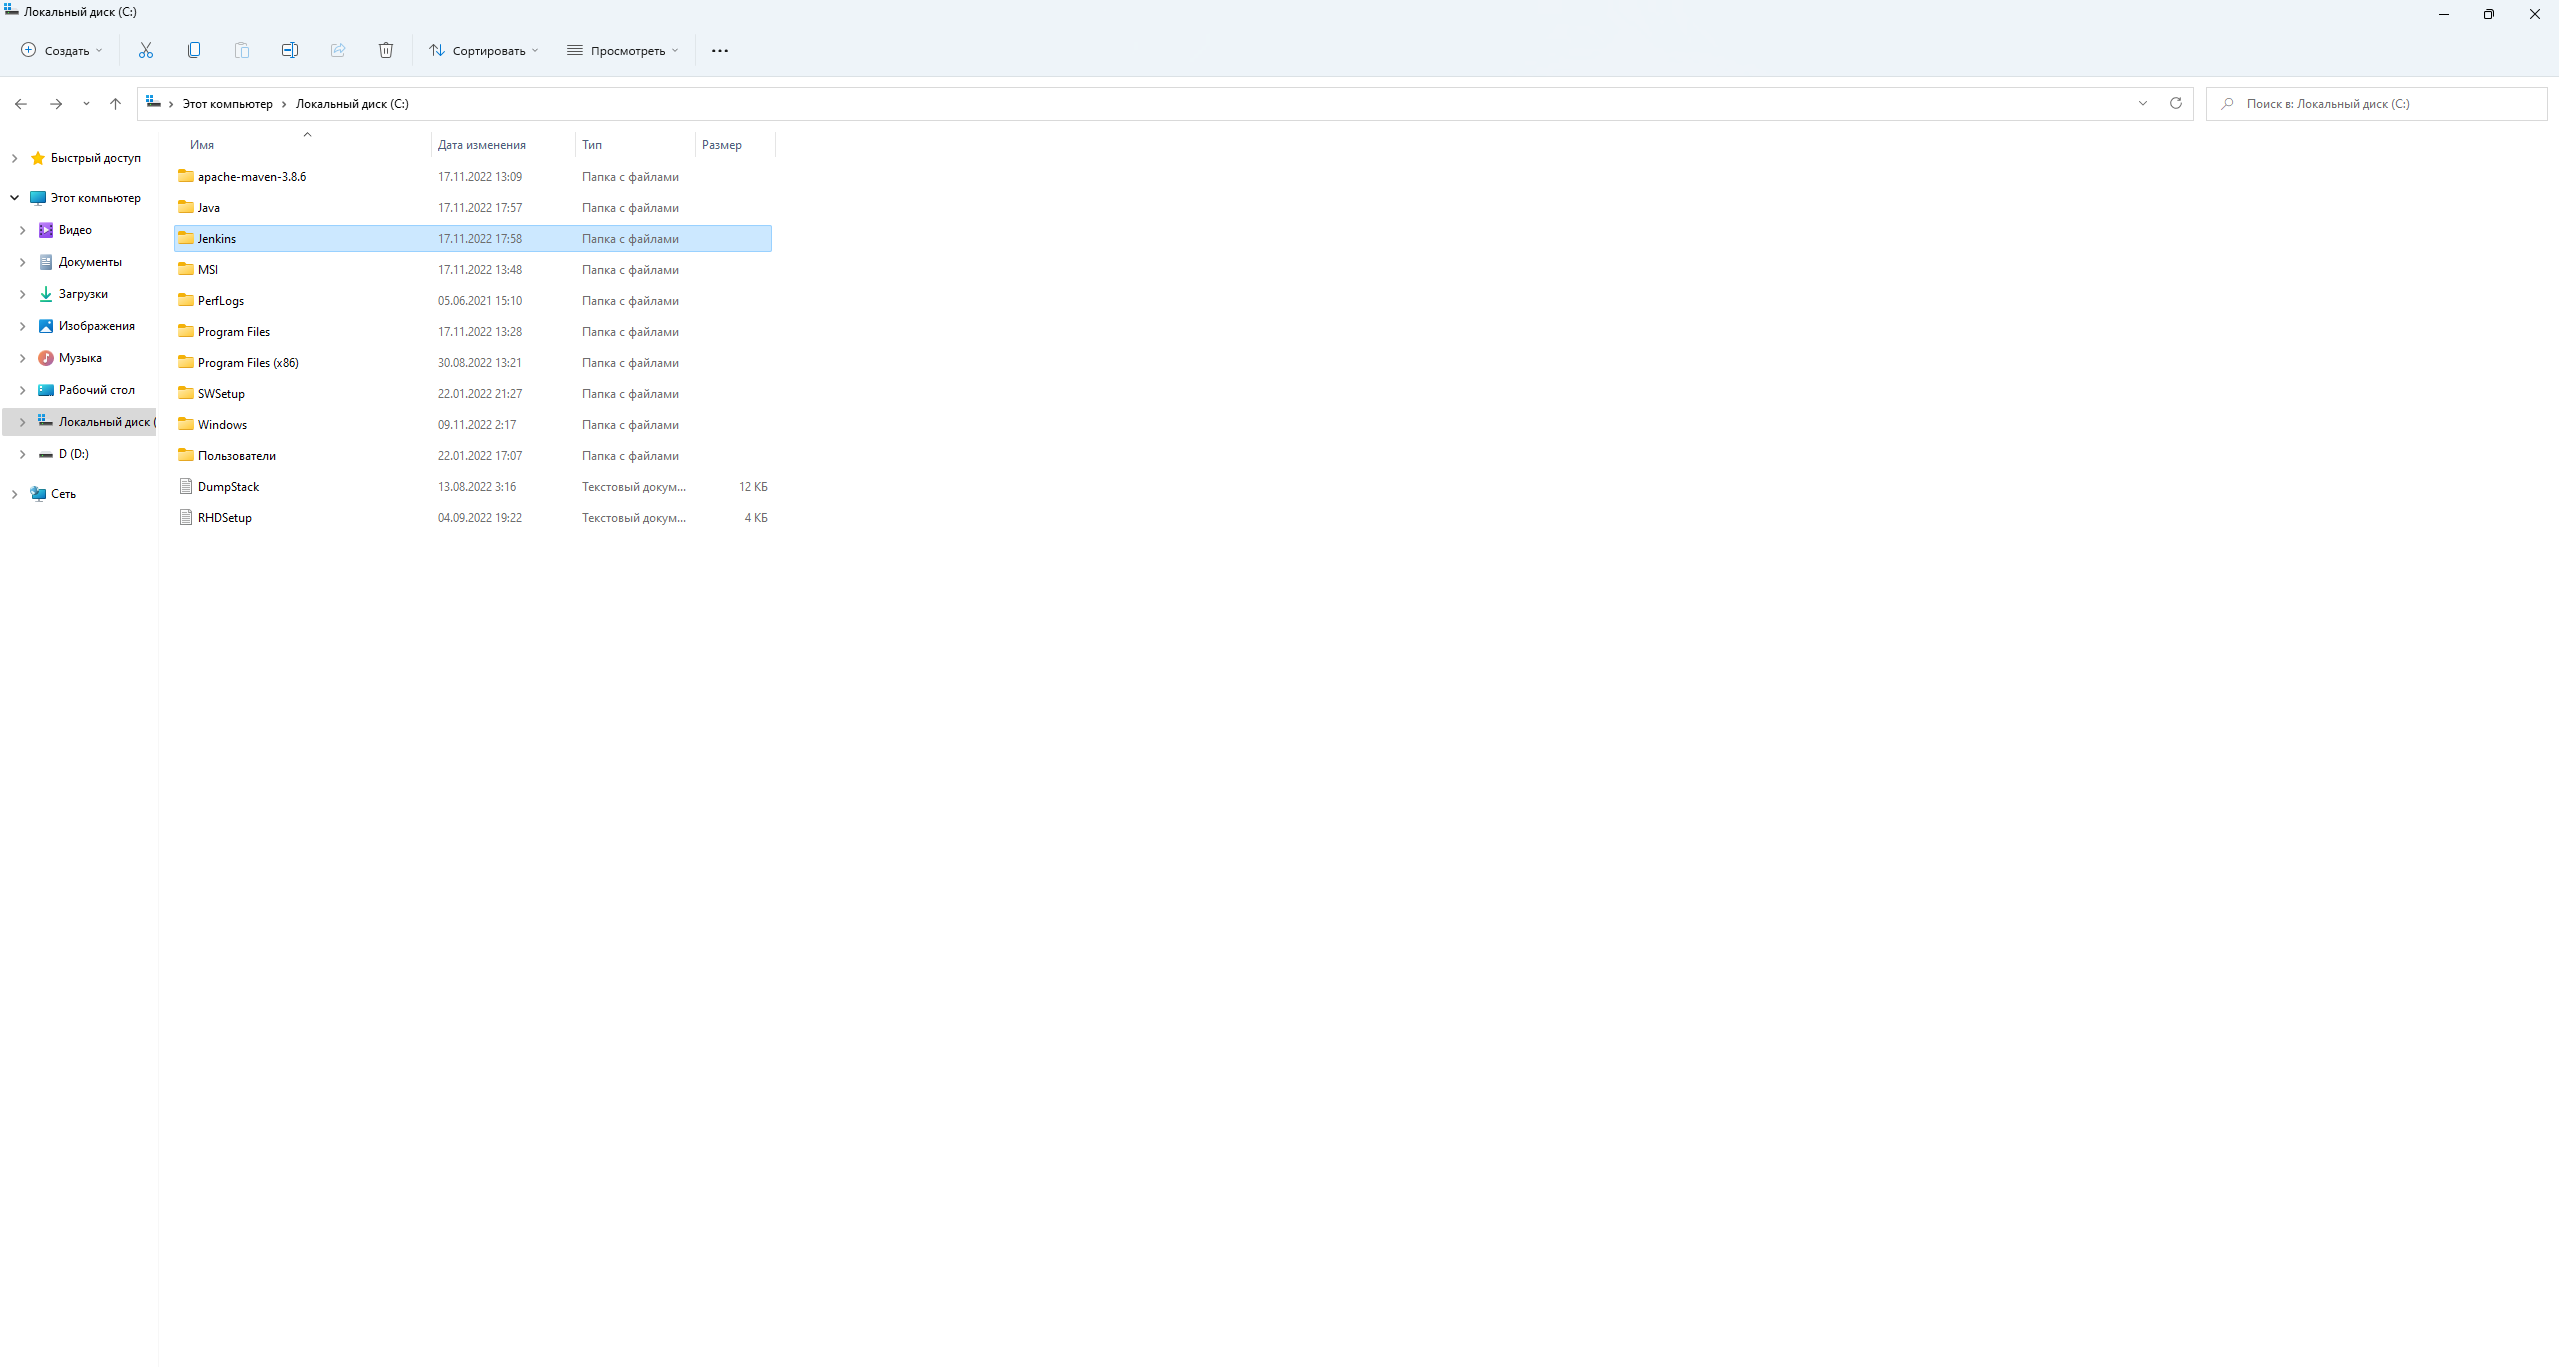 Локальный диск (C:)
Создать
Сортировать
Просмотреть
Этот компьютер
Локальный диск (C:)
Поиск в: Локальный диск (C:)
Быстрый доступ
Этот компьютер
Видео
Документы
Загрузки
Изображения
Музыка
Рабочий стол
Локальный диск (
D (D:)
Сеть
Имя Дата изменения Тип Размер
apache-maven-3.8.6 17.11.2022 13:09 Папка с файлами
Java 17.11.2022 17:57 Папка с файлами
Jenkins 17.11.2022 17:58 Папка с файлами
MSI 17.11.2022 13:48 Папка с файлами
PerfLogs 05.06.2021 15:10 Папка с файлами
Program Files 17.11.2022 13:28 Папка с файлами
Program Files (x86) 30.08.2022 13:21 Папка с файлами
SWSetup 22.01.2022 21:27 Папка с файлами
Windows 09.11.2022 2:17 Папка с файлами
Пользователи 22.01.2022 17:07 Папка с файлами
DumpStack 13.08.2022 3:16 Текстовый докум... 12 КБ
RHDSetup 04.09.2022 19:22 Текстовый докум... 4 КБ